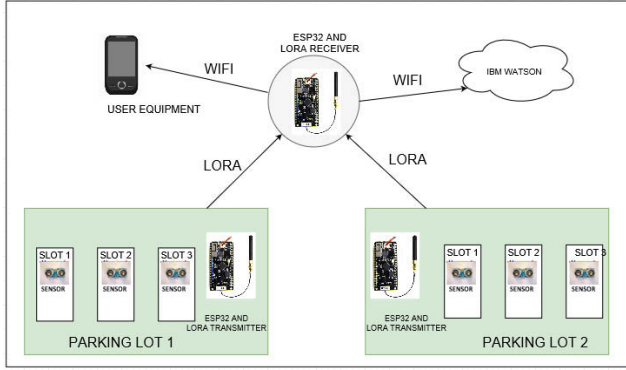 ESP32 AND
LORA RECEIVER
WIFI
WIFI
IBM WATSON
USER EQUIPMENT
LORA
LORA
SLOT 1
SLOT 2
SLOT 3
SENSOR
SENSOR
SENSOR
ESP32 AND
LORA TRANSMITTER
PARKING LOT 1
SLOT 1
SLOT 2
SLOT 3
SENSOR
SENSOR
SENSOR
ESP32 AND
LORA TRANSMITTER
PARKING LOT 2